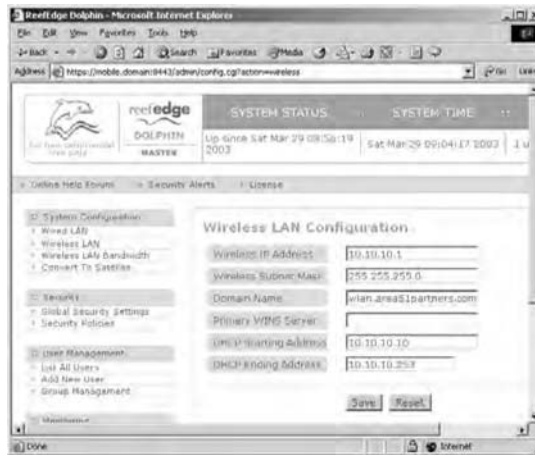 ReefEdge Dolphin - Microsoft Internet Explorer
File Edit View Favorites Tools Help
Back Search Favorites Media
Address https://mobile.domain:8443/admin/config.cgi?action=wireless Go Links
reefedge
DOLPHIN
MASTER
SYSTEM STATUS SYSTEM TIME
Up since Sat Mar 29 08:56:19 2003
Sat Mar 29 09:04:17 2003
Online Help Forums Security Alerts License
System Configuration
Wired LAN
Wireless LAN
Wireless LAN Bandwidth
Convert To Satellite
Security
Global Security Settings
Security Policies
User Management
List All Users
Add New User
Group Management
Monitoring
Wireless LAN Configuration
Wireless IP Address 10.10.10.1
Wireless Subnet Mask 255.255.255.0
Domain Name wlan.area51partners.com
Primary WINS Server
DHCP Starting Address 10.10.10.10
DHCP Ending Address 10.10.10.253
Save Reset
Done Internet